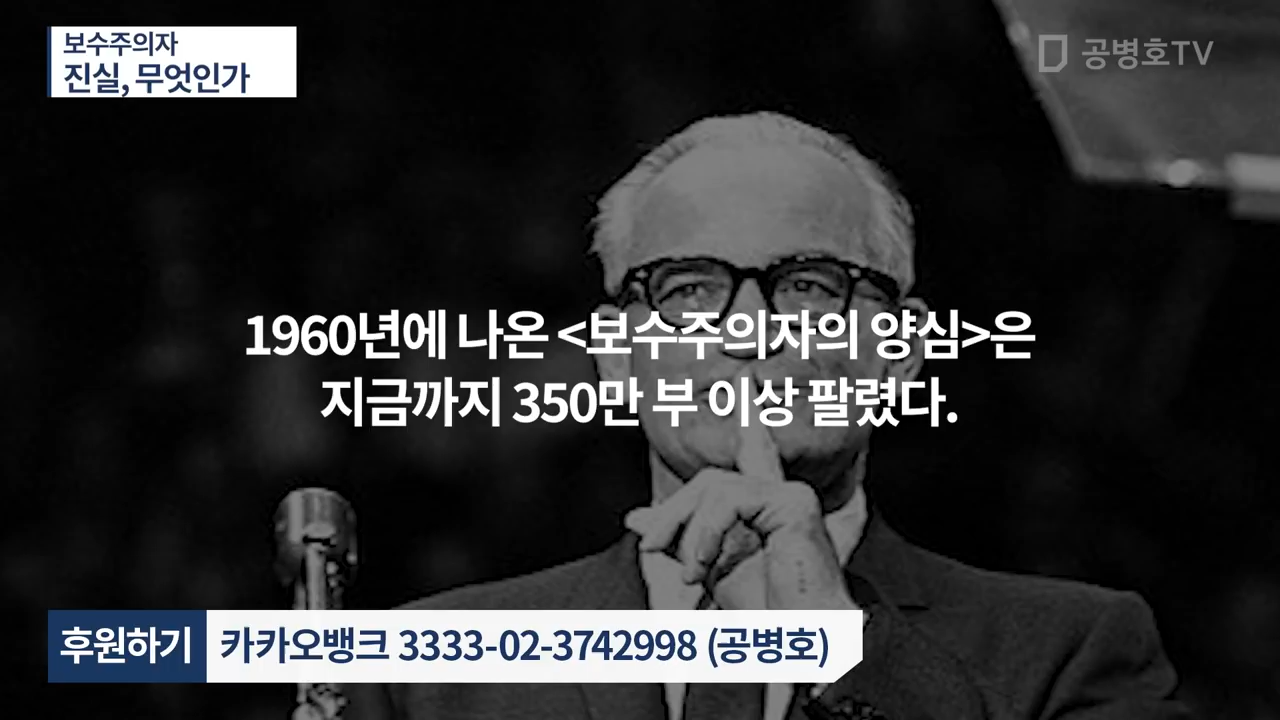 보수주의자
진실, 무엇인가
공병호TV
1960년에 나온 <보수주의자의 양심>은
지금까지 350만 부 이상 팔렸다.
후원하기
카카오뱅크 3333-02-3742998 (공병호)